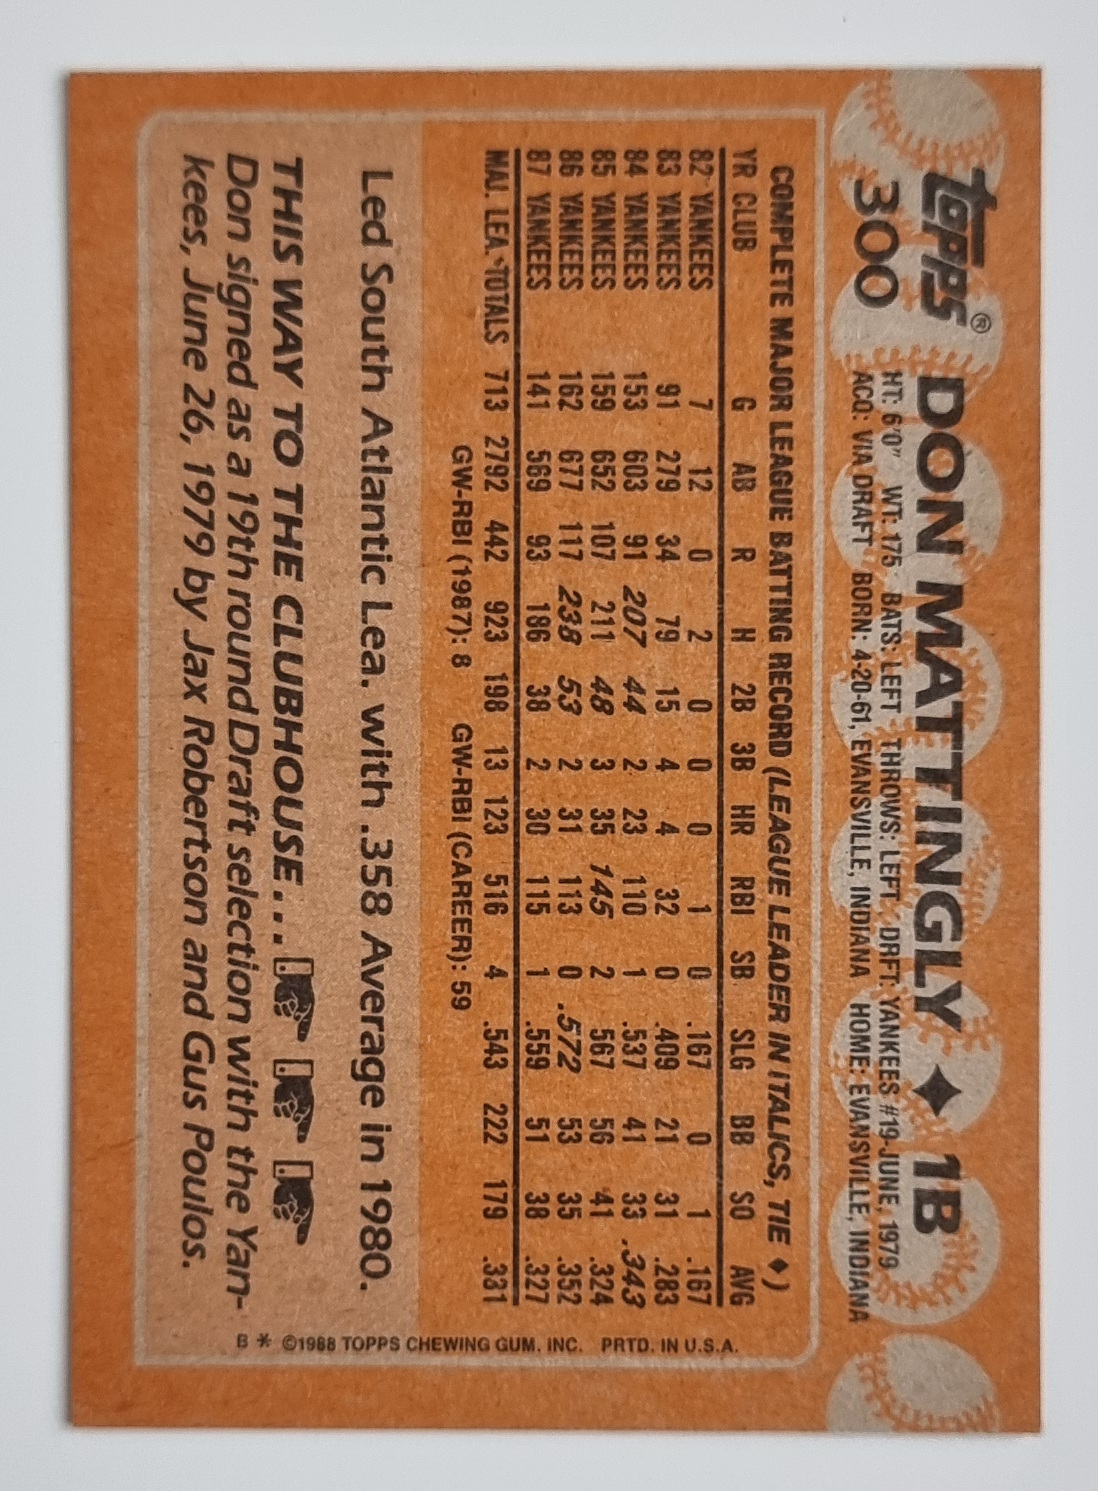 Topps® DON MATTINGLY ♦ 1B
300
HT: 6'0" WT: 175 BATS: LEFT THROWS: LEFT DRFT: YANKEES #19-JUNE, 1979
ACQ: VIA DRAFT BORN: 4-20-61, EVANSVILLE, INDIANA HOME: EVANSVILLE, INDIANA
COMPLETE MAJOR LEAGUE BATTING RECORD (LEAGUE LEADER IN ITALICS, TIE ♦)
YR CLUB G AB R H 2B 3B HR RBI SB SLG BB SO AVG
82 YANKEES 7 12 0 2 0 0 0 1 0 .167 0 1 .167
83 YANKEES 91 279 34 79 15 4 4 32 0 .409 21 31 .283
84 YANKEES 153 603 91 207 44 2 23 110 1 .537 41 33 .343
85 YANKEES 159 652 107 211 48 3 35 145 2 .567 56 41 .324
86 YANKEES 162 677 117 238 53 2 31 113 0 .572 53 35 .352
87 YANKEES 141 569 93 186 38 2 30 115 1 .559 51 38 .327
MAJ. LEA. TOTALS 713 2792 442 923 198 13 123 516 4 .543 222 179 .331
GW-RBI (1987): 8 GW-RBI (CAREER): 59
Led South Atlantic Lea. with .358 Average in 1980.
THIS WAY TO THE CLUBHOUSE...
Don signed as a 19th round Draft selection with the Yan-
kees, June 26, 1979 by Jax Robertson and Gus Poulos.
B * ©1988 TOPPS CHEWING GUM. INC. PRTD. IN U.S.A.